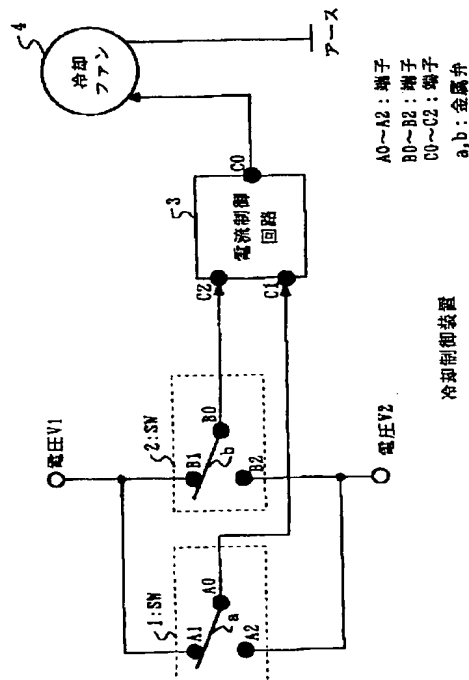 電圧V1
1:SW
A1
A0
a
A2
2:SW
B1
B0
b
B2
電圧V2
3
C2
C1
C0
電流制御
回路
4
冷却
ファン
アース
A0~A2:端子
B0~B2:端子
C0~C2:端子
a,b:金属弁
冷却制御装置